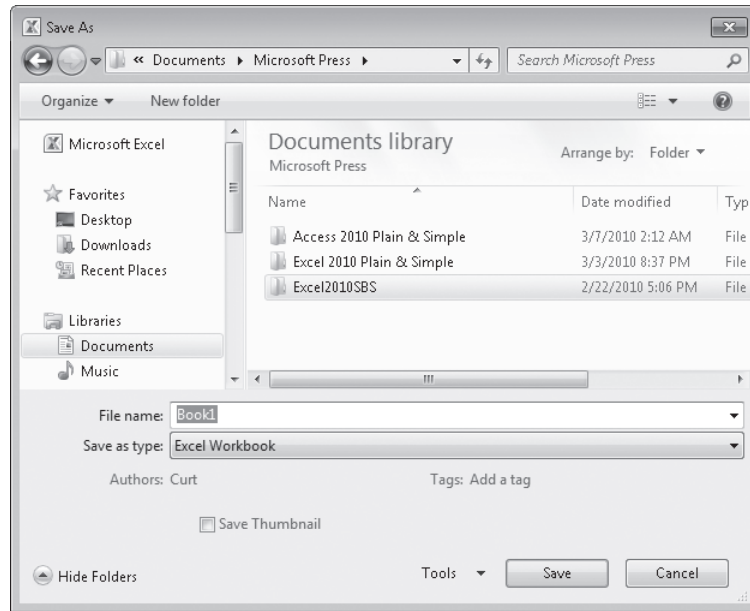 Save As
« Documents ▸ Microsoft Press ▸ Search Microsoft Press
Organize ▾ New folder
Microsoft Excel
Favorites
Desktop
Downloads
Recent Places
Libraries
Documents
Music
Documents library
Microsoft Press
Arrange by: Folder ▾
Name Date modified Typ
Access 2010 Plain & Simple 3/7/2010 2:12 AM File
Excel 2010 Plain & Simple 3/3/2010 8:37 PM File
Excel2010SBS 2/22/2010 5:06 PM File
File name: Book1
Save as type: Excel Workbook
Authors: Curt Tags: Add a tag
Save Thumbnail
Hide Folders Tools ▾ Save Cancel